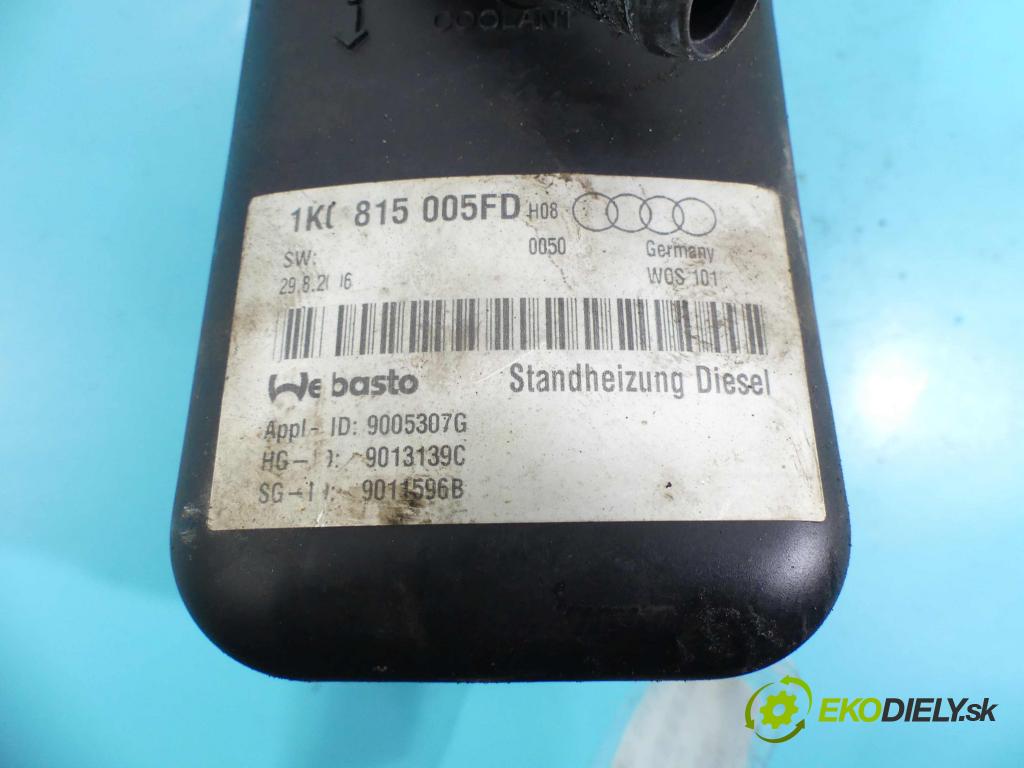 COOLANT
1K0 815 005FD H08
SW: 0050 Germany
29.8.2006 WOS 101
Webasto Standheizung Diesel
Appl-ID: 9005307G
HG-ID: 9013139C
SG-ID: 9011596B
EKODIELY.sk